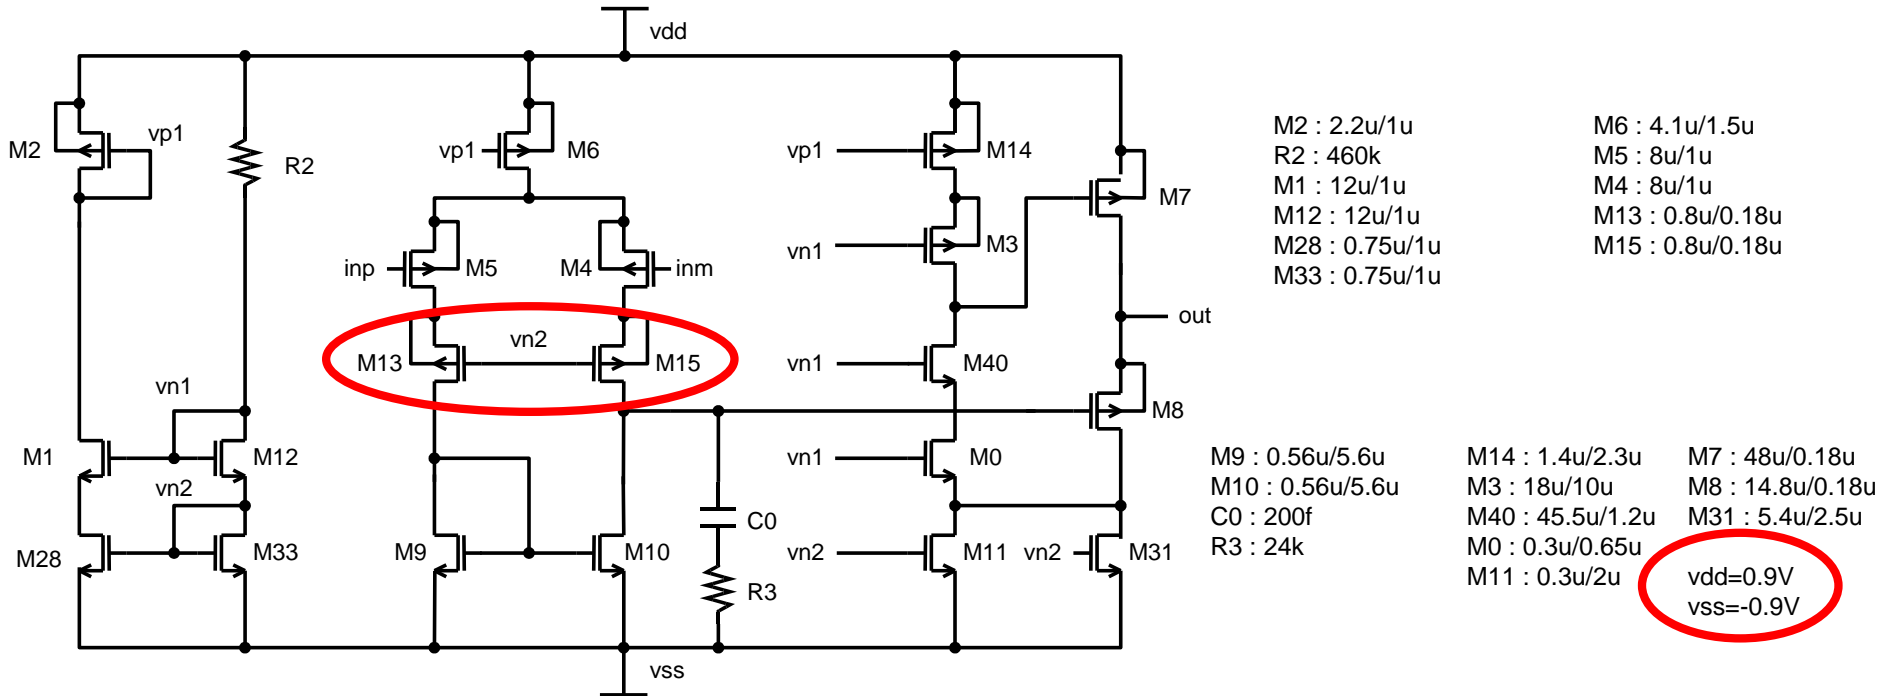 vdd
M2
vp1
R2
vp1
M6
inp
M5
M4
inm
M13
vn2
M15
vn1
M1
M12
vn2
M28
M33
M9
M10
C0
R3
vss
vp1
M14
vn1
M3
M7
out
vn1
M40
M8
vn1
M0
vn2
M11
vn2
M31
M2 : 2.2u/1u
R2 : 460k
M1 : 12u/1u
M12 : 12u/1u
M28 : 0.75u/1u
M33 : 0.75u/1u
M6 : 4.1u/1.5u
M5 : 8u/1u
M4 : 8u/1u
M13 : 0.8u/0.18u
M15 : 0.8u/0.18u
M9 : 0.56u/5.6u
M10 : 0.56u/5.6u
C0 : 200f
R3 : 24k
M14 : 1.4u/2.3u
M3 : 18u/10u
M40 : 45.5u/1.2u
M0 : 0.3u/0.65u
M11 : 0.3u/2u
M7 : 48u/0.18u
M8 : 14.8u/0.18u
M31 : 5.4u/2.5u
vdd=0.9V
vss=-0.9V